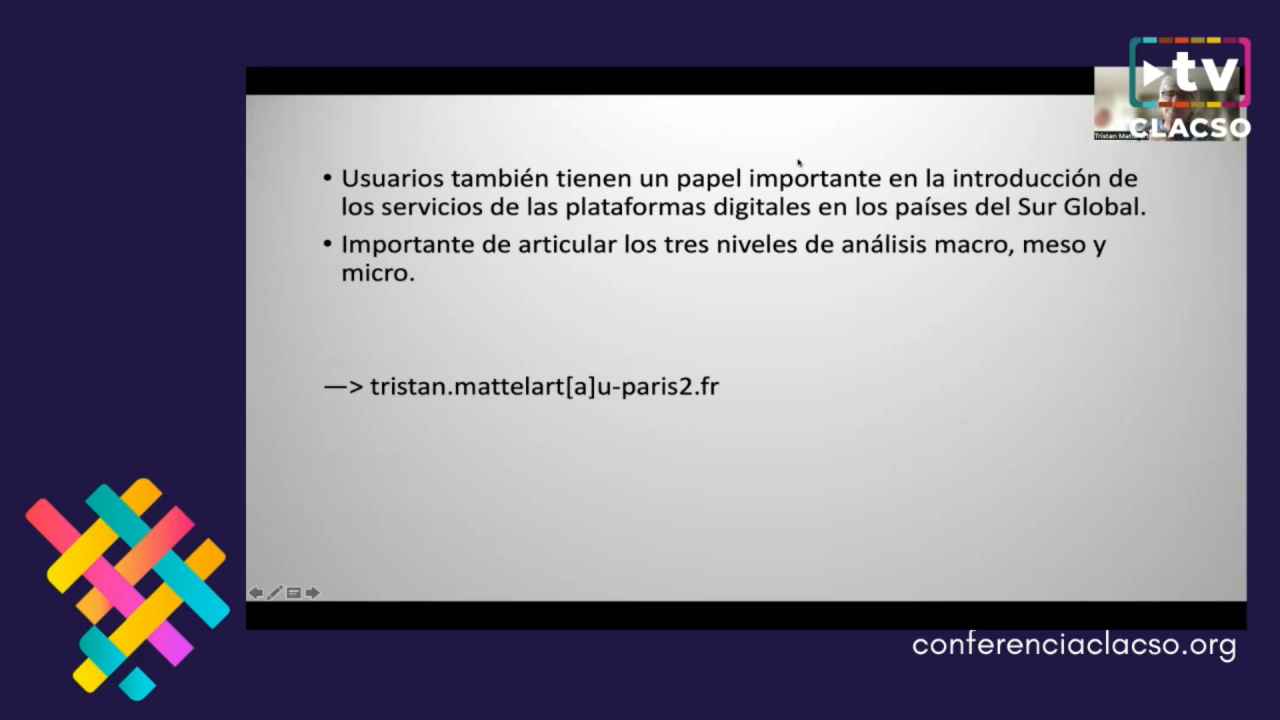 tv
CLACSO
Tristan
• Usuarios también tienen un papel importante en la introducción de
los servicios de las plataformas digitales en los países del Sur Global.
• Importante de articular los tres niveles de análisis macro, meso y
micro.
—> tristan.mattelart[a]u-paris2.fr
conferenciaclacso.org